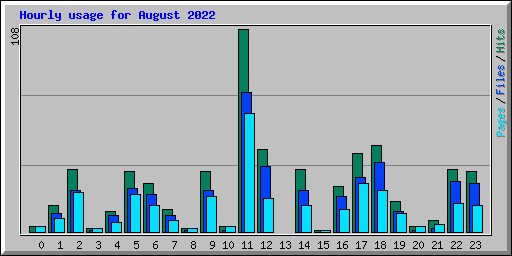 Hourly usage for August 2022
108
Pages/Files/Hits
0 1 2 3 4 5 6 7 8 9 10 11 12 13 14 15 16 17 18 19 20 21 22 23